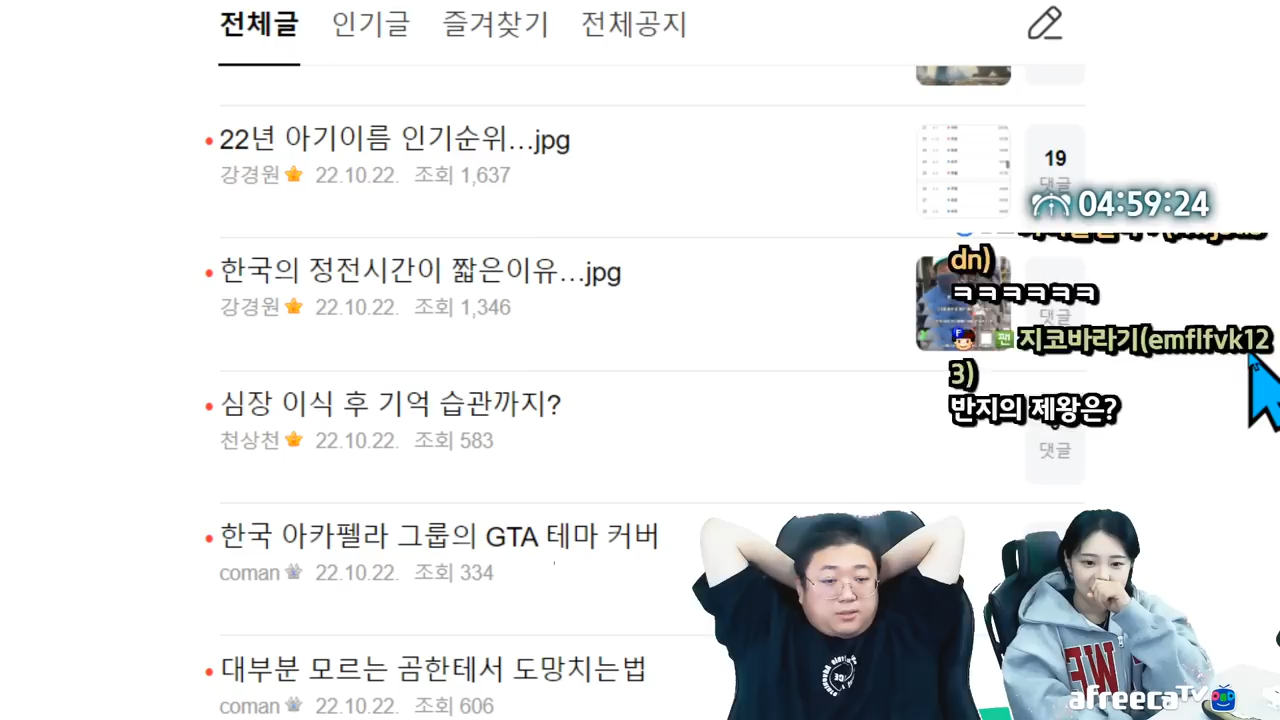 전체글 인기글 즐겨찾기 전체공지
22년 아기이름 인기순위...jpg
강경원 22.10.22. 조회 1,637
19
댓글
04:59:24
dn)
ㅋㅋㅋㅋㅋㅋ
한국의 정전시간이 짧은이유...jpg
강경원 22.10.22. 조회 1,346
댓글
지코바라기(emflfvk12
3)
반지의 제왕은?
심장 이식 후 기억 습관까지?
천상천 22.10.22. 조회 583
댓글
한국 아카펠라 그룹의 GTA 테마 커버
coman 22.10.22. 조회 334
대부분 모르는 곰한테서 도망치는법
coman 22.10.22. 조회 606
afreecaTV